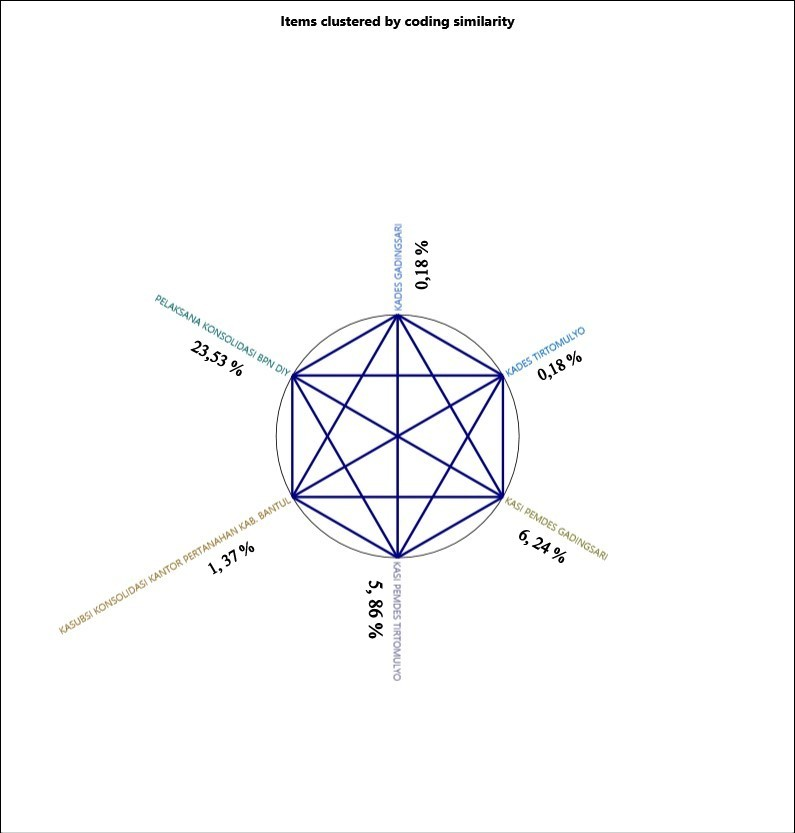 Items clustered by coding similarity
KADES GADINGSARI
0,18 %
KADES TIRTOMULYO
0,18 %
PELAKSANA KONSOLIDASI BPN DIY
23,53 %
KASI PEMDES GADINGSARI
6, 24 %
KASUBSI KONSOLIDASI KANTOR PERTANAHAN KAB. BANTUL
1, 37 %
KASI PEMDES TIRTOMULYO
5, 86 %